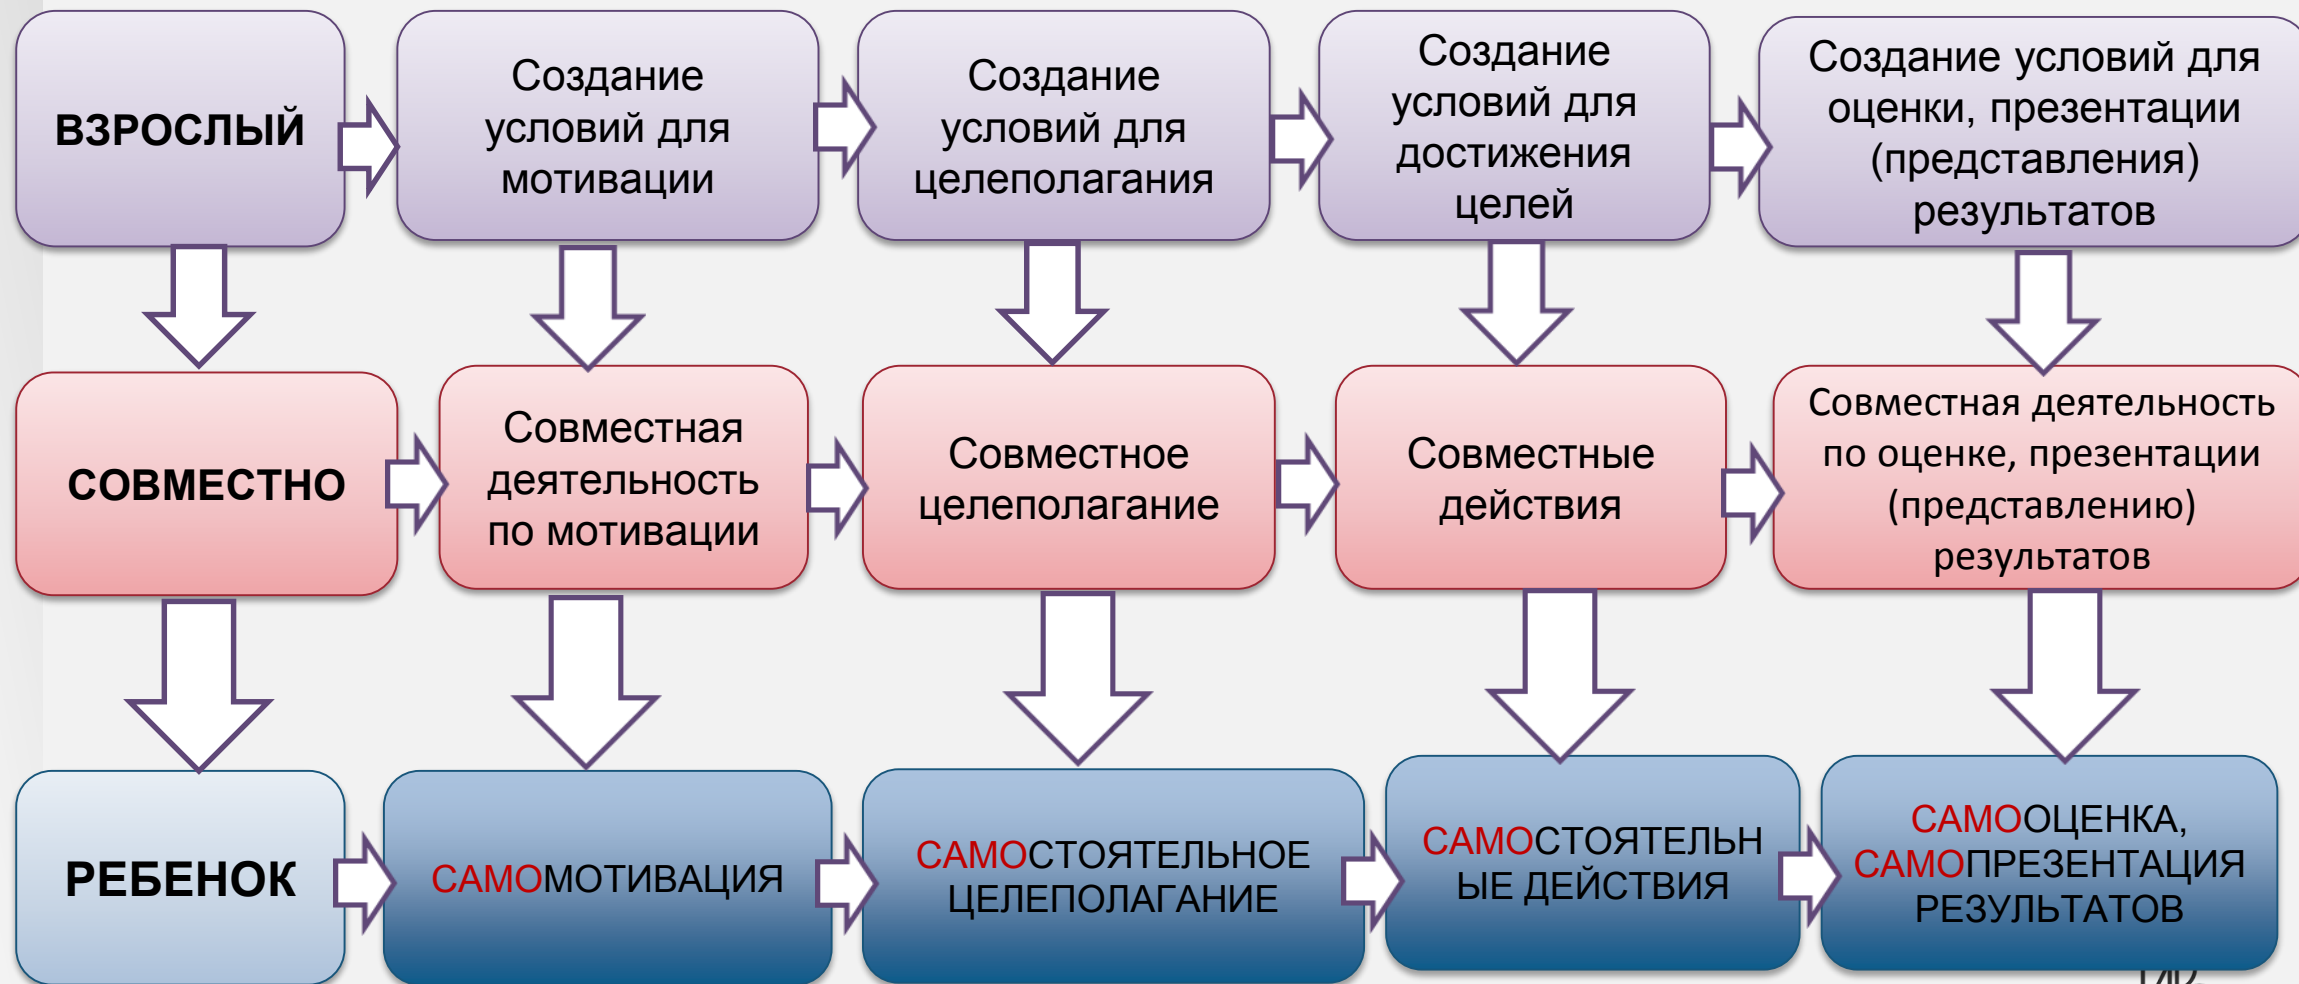 ВЗРОСЛЫЙ
Создание
условий для
мотивации
Создание
условий для
целеполагания
Создание
условий для
достижения
целей
Создание условий для
оценки, презентации
(представления)
результатов
СОВМЕСТНО
Совместная
деятельность
по мотивации
Совместное
целеполагание
Совместные
действия
Совместная деятельность
по оценке, презентации
(представлению)
результатов
РЕБЕНОК
САМОМОТИВАЦИЯ
САМОСТОЯТЕЛЬНОЕ
ЦЕЛЕПОЛАГАНИЕ
САМОСТОЯТЕЛЬН
ЫЕ ДЕЙСТВИЯ
САМООЦЕНКА,
САМОПРЕЗЕНТАЦИЯ
РЕЗУЛЬТАТОВ